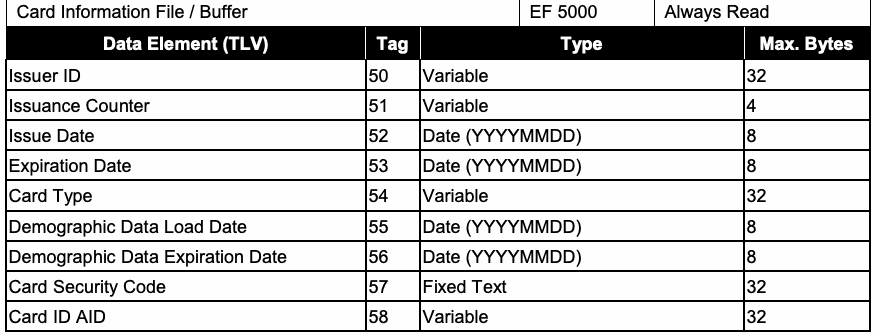 Card Information File / Buffer EF 5000 Always Read
Data Element (TLV) Tag Type Max. Bytes
Issuer ID 50 Variable 32
Issuance Counter 51 Variable 4
Issue Date 52 Date (YYYYMMDD) 8
Expiration Date 53 Date (YYYYMMDD) 8
Card Type 54 Variable 32
Demographic Data Load Date 55 Date (YYYYMMDD) 8
Demographic Data Expiration Date 56 Date (YYYYMMDD) 8
Card Security Code 57 Fixed Text 32
Card ID AID 58 Variable 32